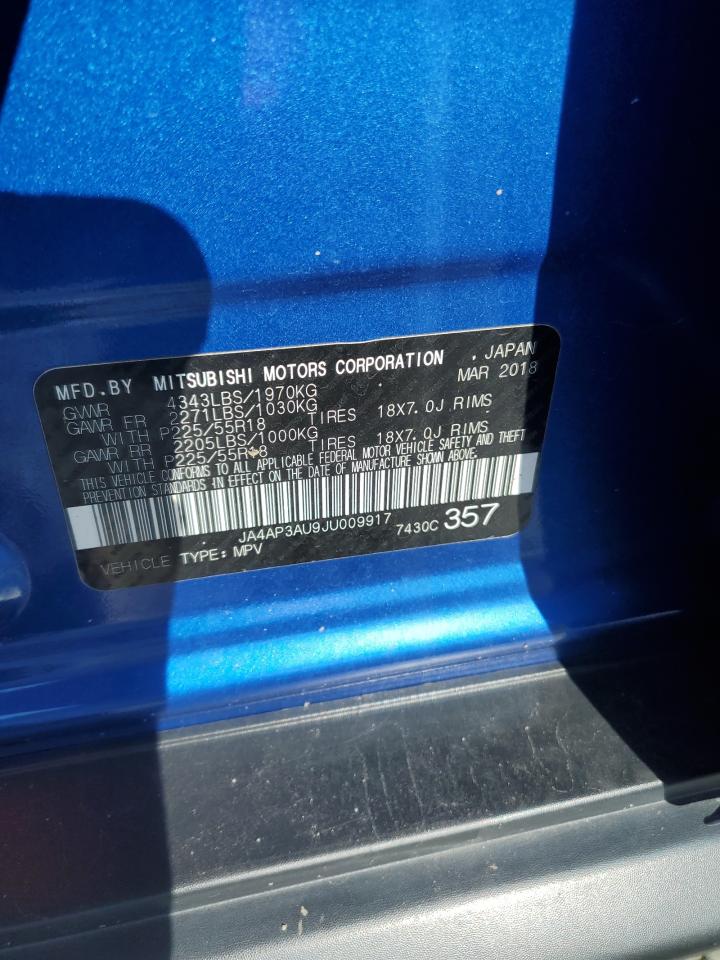 MFD.BY MITSUBISHI MOTORS CORPORATION . JAPAN
MAR 2018
GVWR 4343LBS/1970KG
GAWR FR 2271LBS/1030KG
WITH P225/55R18 TIRES 18X7.0J RIMS
GAWR RR 2205LBS/1000KG
WITH P225/55R18 TIRES 18X7.0J RIMS
THIS VEHICLE CONFORMS TO ALL APPLICABLE FEDERAL MOTOR VEHICLE SAFETY AND THEFT
PREVENTION STANDARDS IN EFFECT ON THE DATE OF MANUFACTURE SHOWN ABOVE.
JA4AP3AU9JU009917 7430C 357
VEHICLE TYPE: MPV